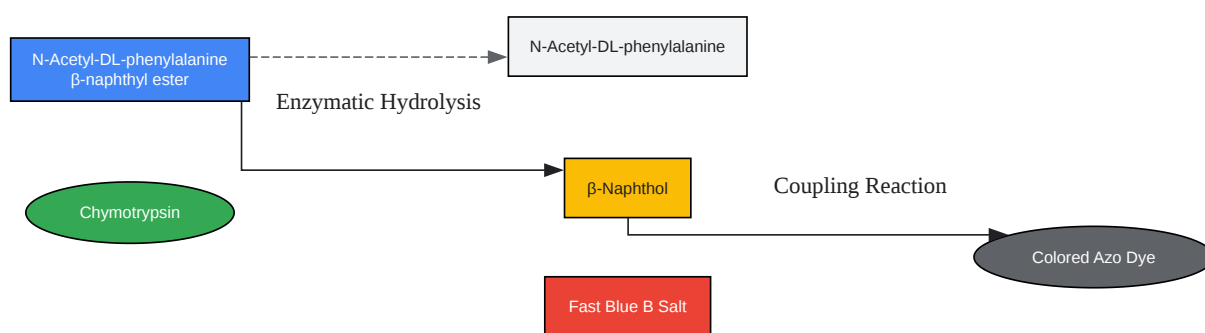 N-Acetyl-DL-phenylalanine
β-naphthyl ester
N-Acetyl-DL-phenylalanine
Enzymatic Hydrolysis
Chymotrypsin
β-Naphthol
Coupling Reaction
Colored Azo Dye
Fast Blue B Salt